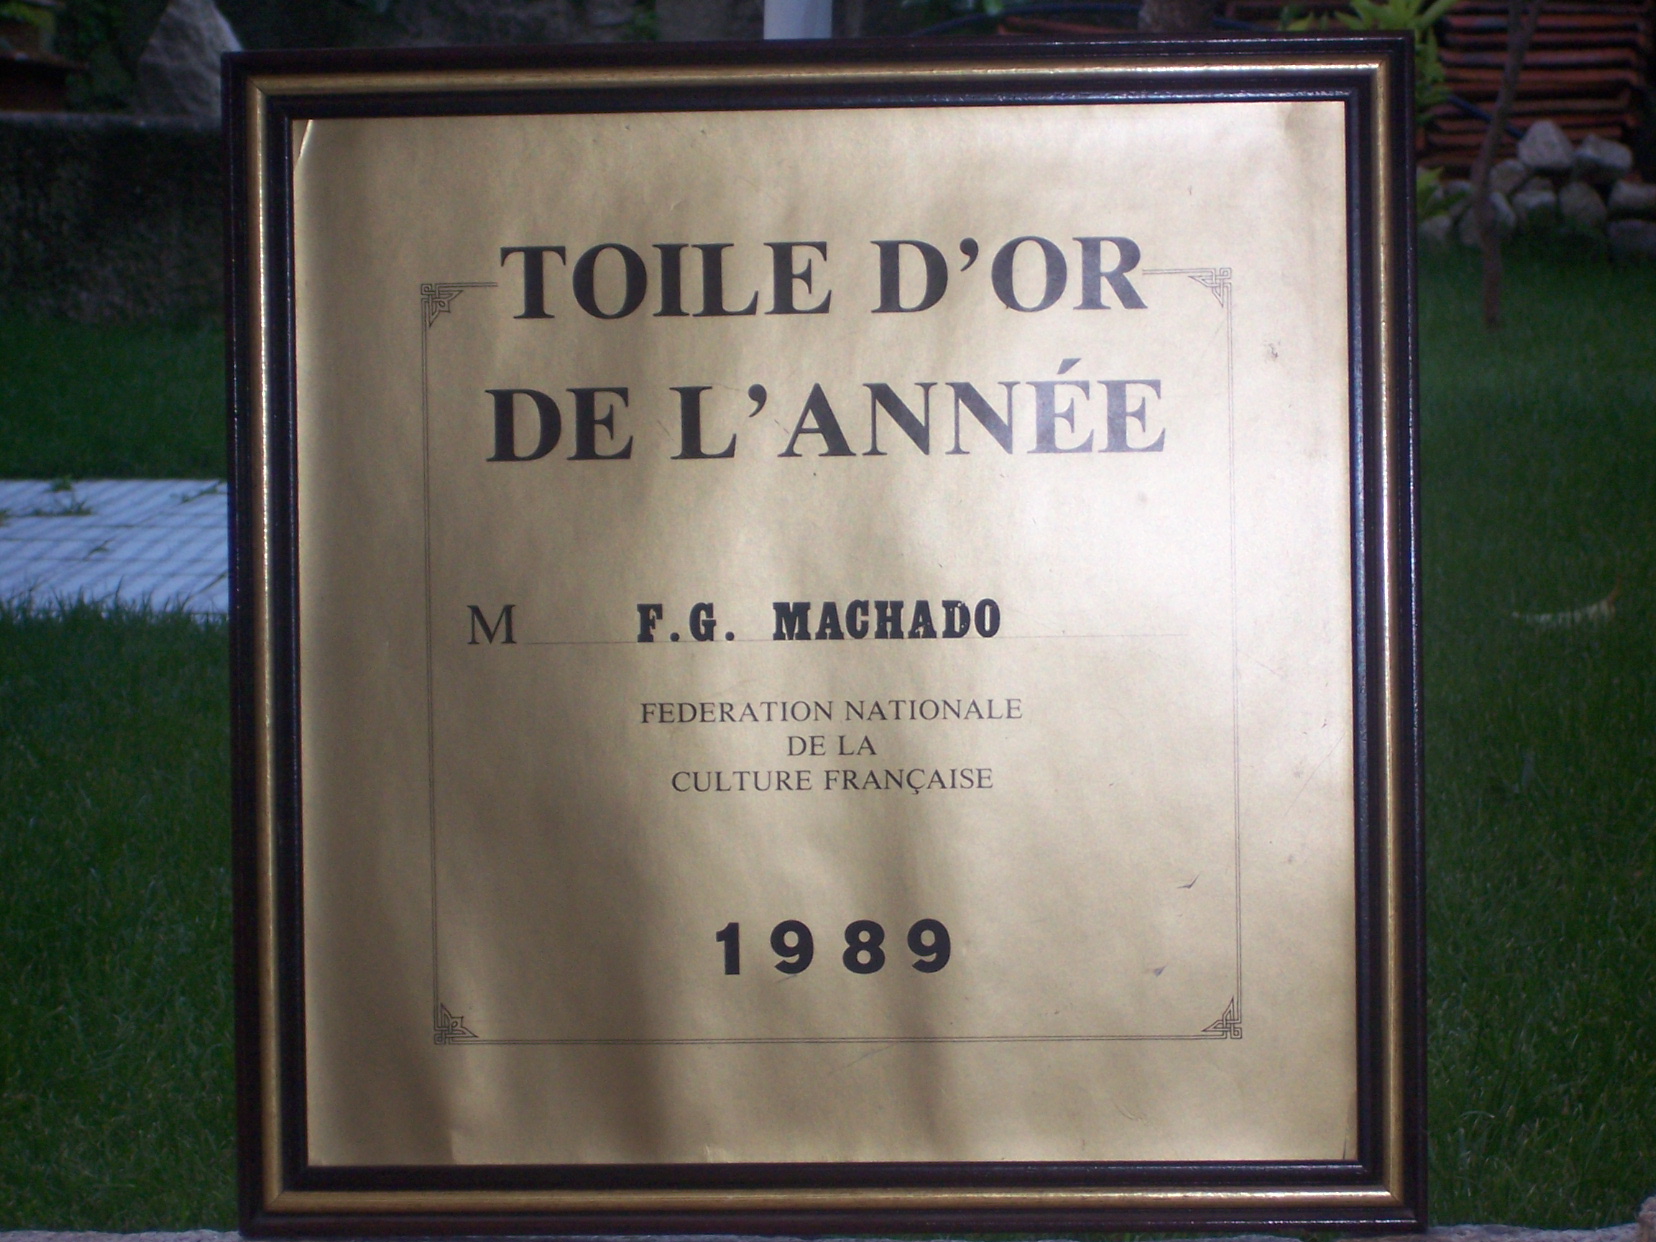 TOILE D'OR
DE L'ANNÉE
M F.G. MACHADO
FEDERATION NATIONALE
DE LA
CULTURE FRANÇAISE
1989